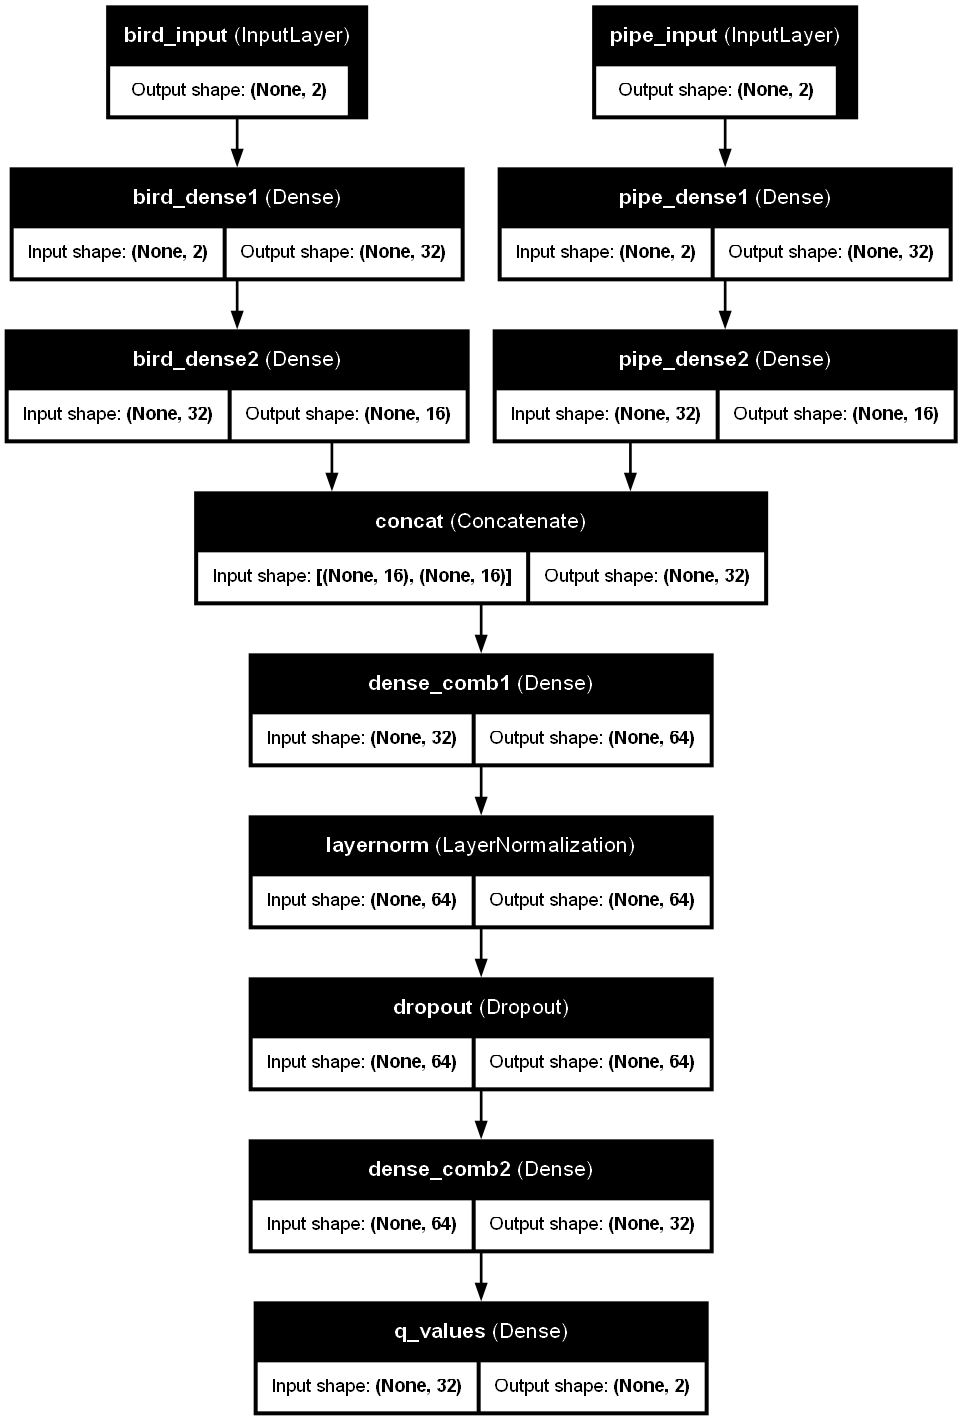 bird_input (InputLayer)
Output shape: (None, 2)
pipe_input (InputLayer)
Output shape: (None, 2)
bird_dense1 (Dense)
Input shape: (None, 2) Output shape: (None, 32)
pipe_dense1 (Dense)
Input shape: (None, 2) Output shape: (None, 32)
bird_dense2 (Dense)
Input shape: (None, 32) Output shape: (None, 16)
pipe_dense2 (Dense)
Input shape: (None, 32) Output shape: (None, 16)
concat (Concatenate)
Input shape: [(None, 16), (None, 16)] Output shape: (None, 32)
dense_comb1 (Dense)
Input shape: (None, 32) Output shape: (None, 64)
layernorm (LayerNormalization)
Input shape: (None, 64) Output shape: (None, 64)
dropout (Dropout)
Input shape: (None, 64) Output shape: (None, 64)
dense_comb2 (Dense)
Input shape: (None, 64) Output shape: (None, 32)
q_values (Dense)
Input shape: (None, 32) Output shape: (None, 2)